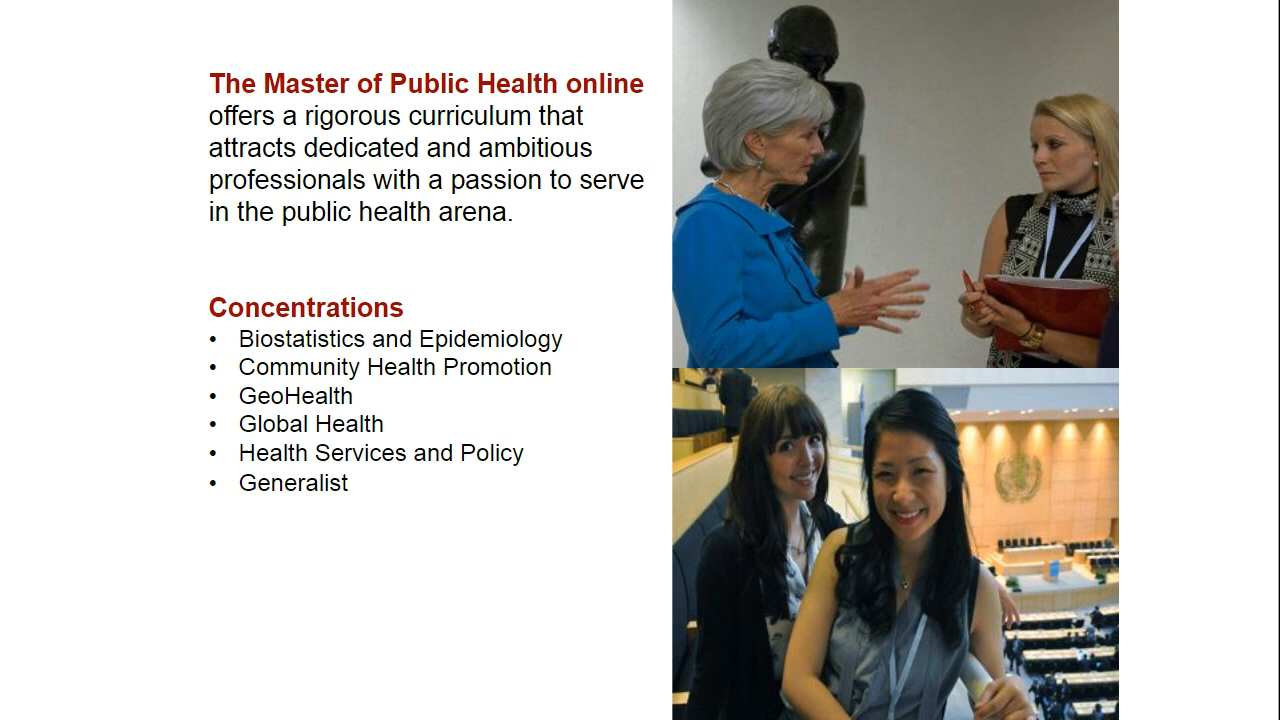 The Master of Public Health online
offers a rigorous curriculum that
attracts dedicated and ambitious
professionals with a passion to serve
in the public health arena.
Concentrations
• Biostatistics and Epidemiology
• Community Health Promotion
• GeoHealth
• Global Health
• Health Services and Policy
• Generalist